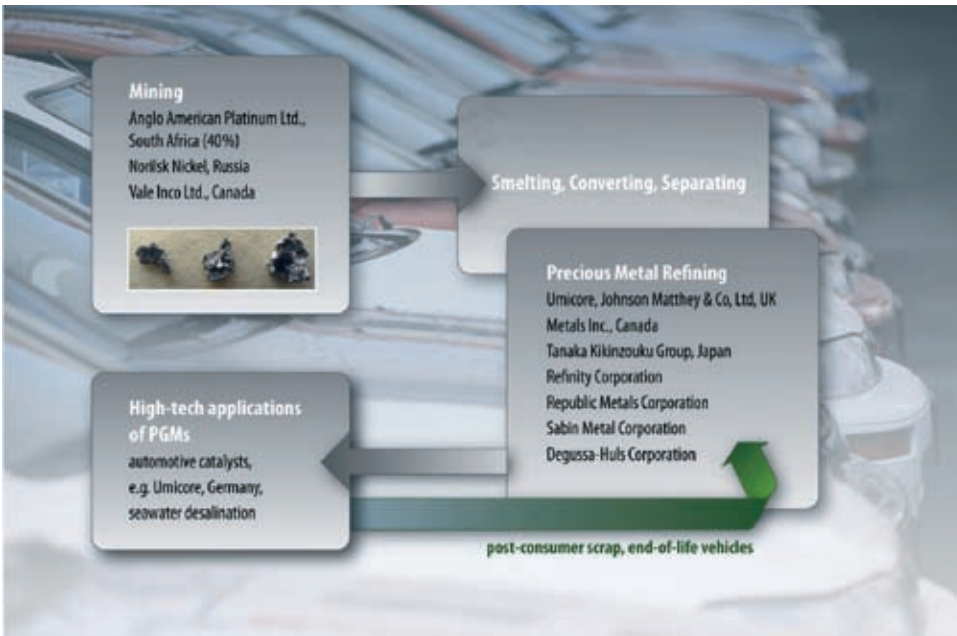 Mining
Anglo American Platinum Ltd.,
South Africa (40%)
Norilsk Nickel, Russia
Vale Inco Ltd., Canada
Smelting, Converting, Separating
Precious Metal Refining
Umicore, Johnson Matthey & Co, Ltd, UK
Metals Inc., Canada
Tanaka Kikinzouku Group, Japan
Refinity Corporation
Republic Metals Corporation
Sabin Metal Corporation
Degussa-Huls Corporation
High-tech applications
of PGMs
automotive catalysts,
e.g. Umicore, Germany,
seawater desalination
post-consumer scrap, end-of-life vehicles